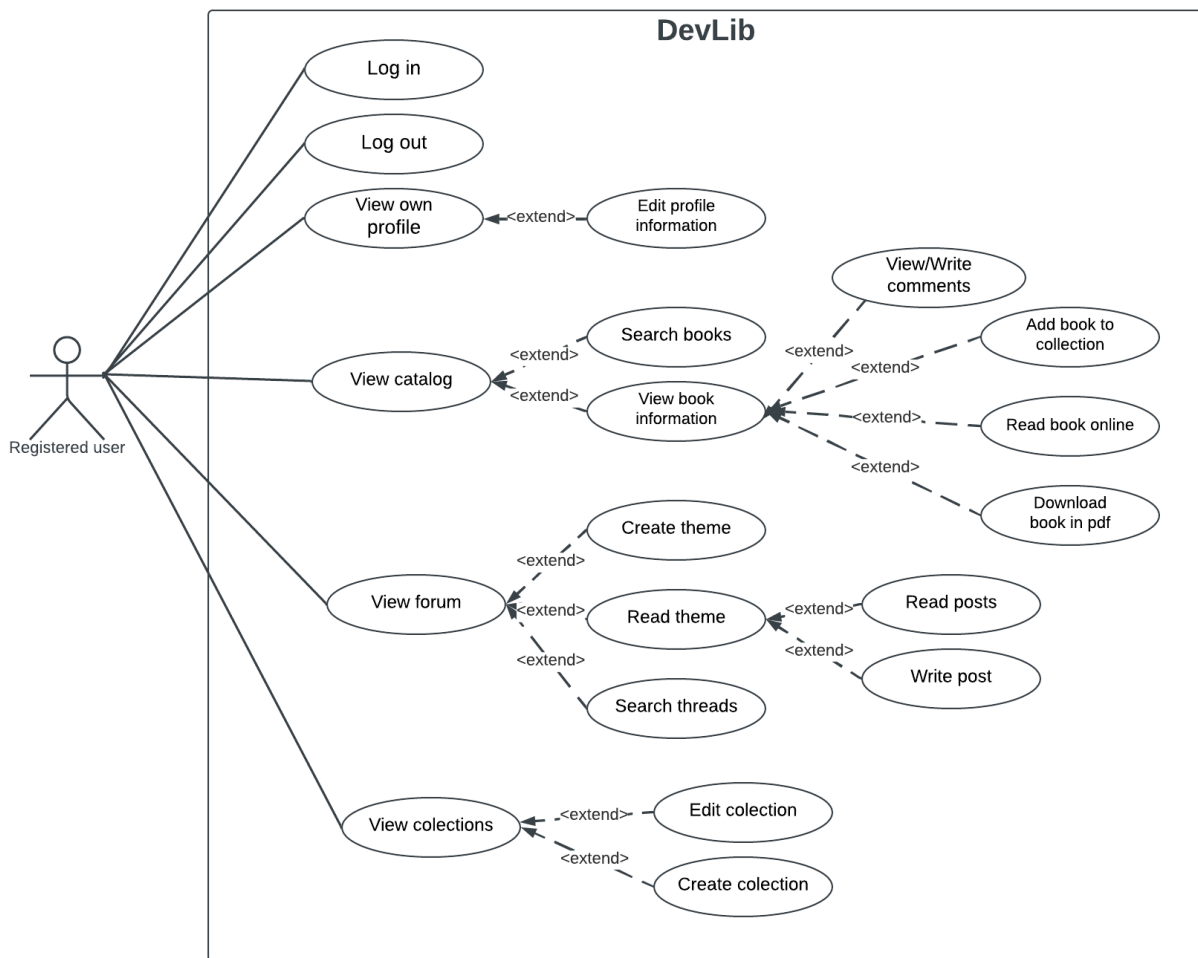 DevLib
Log in
Log out
View own
profile
<extend>
Edit profile
information
View/Write
comments
Search books
<extend>
View catalog
<extend>
View book
information
<extend>
<extend>
Add book to
collection
<extend>
Read book online
<extend>
Download
book in pdf
Registered user
Create theme
<extend>
View forum
<extend>
Read theme
<extend>
Read posts
<extend>
Write post
<extend>
Search threads
View colections
<extend>
Edit colection
<extend>
Create colection